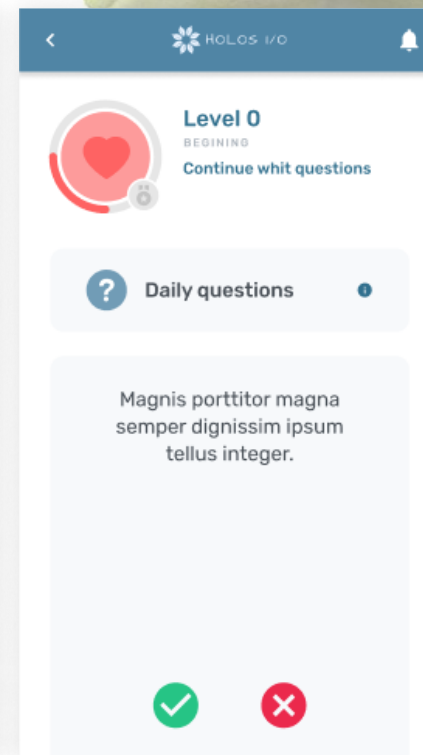 HOLOS I/O
Level 0
BEGINING
Continue whit questions
? Daily questions i
Magnis porttitor magna
semper dignissim ipsum
tellus integer.